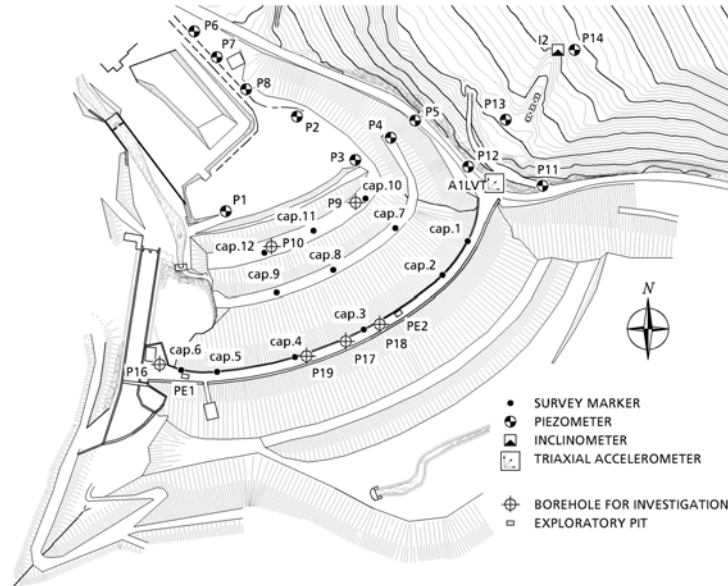 P6
P7
P8
P2
I2
P14
P13
P5
P4
P3
P12
P11
A1LVT
cap.10
P9
cap.7
P1
cap.11
cap.1
cap.12
P10
cap.8
cap.2
cap.9
cap.3
PE2
P18
cap.4
P17
cap.6
cap.5
P19
P16
PE1
N
SURVEY MARKER
PIEZOMETER
INCLINOMETER
TRIAXIAL ACCELEROMETER
BOREHOLE FOR INVESTIGATION
EXPLORATORY PIT